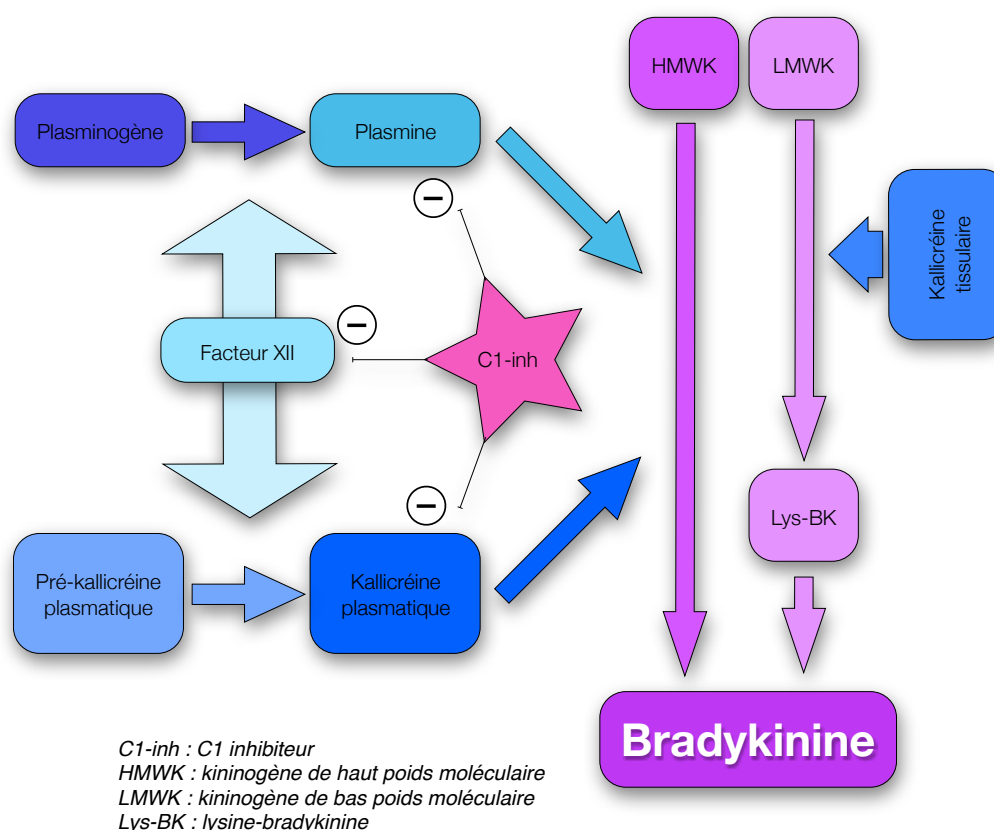 HMWK
LMWK
Plasminogène
Plasmine
Kallicréine
tissulaire
−
Facteur XII
−
C1-inh
−
Lys-BK
Pré-kallicréine
plasmatique
Kallicréine
plasmatique
Bradykinine
C1-inh : C1 inhibiteur
HMWK : kininogène de haut poids moléculaire
LMWK : kininogène de bas poids moléculaire
Lys-BK : lysine-bradykinine